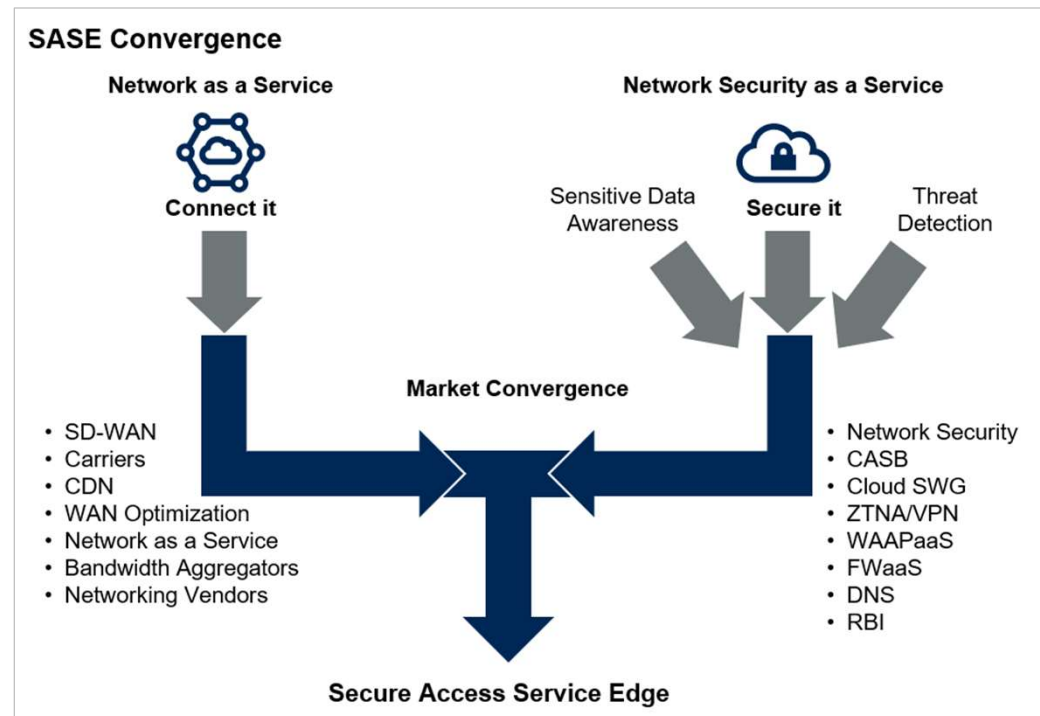 SASE Convergence
Network as a Service
Connect it
Network Security as a Service
Sensitive Data
Awareness
Secure it
Threat
Detection
Market Convergence
• SD-WAN
• Carriers
• CDN
• WAN Optimization
• Network as a Service
• Bandwidth Aggregators
• Networking Vendors
• Network Security
• CASB
• Cloud SWG
• ZTNA/VPN
• WAAPaaS
• FWaaS
• DNS
• RBI
Secure Access Service Edge